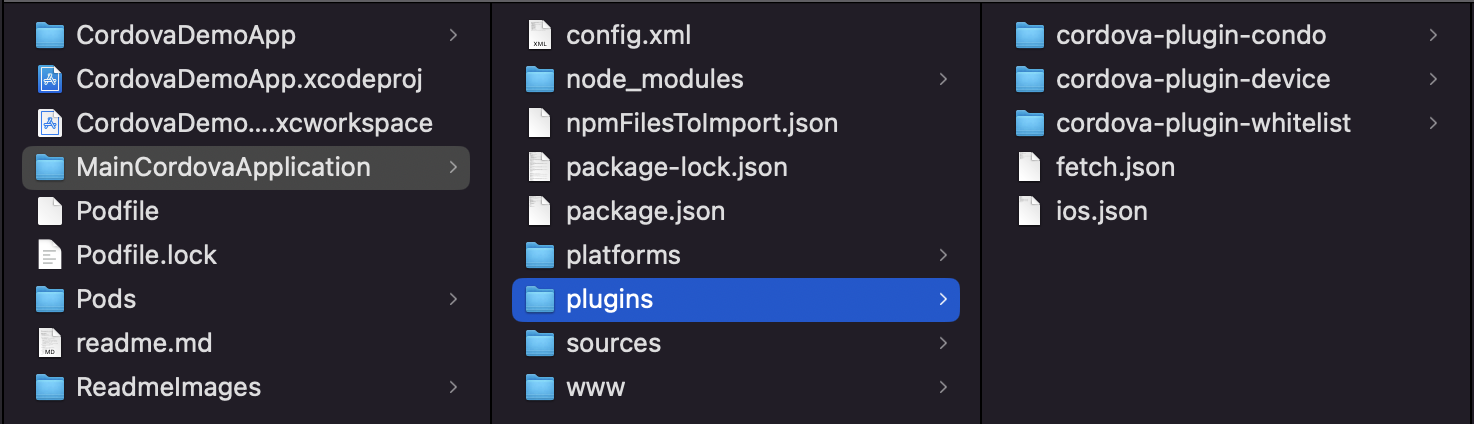 CordovaDemoApp
CordovaDemoApp.xcodeproj
CordovaDemo....xcworkspace
MainCordovaApplication
Podfile
Podfile.lock
Pods
readme.md
ReadmeImages
config.xml
node_modules
npmFilesToImport.json
package-lock.json
package.json
platforms
plugins
sources
www
cordova-plugin-condo
cordova-plugin-device
cordova-plugin-whitelist
fetch.json
ios.json
XML
MD